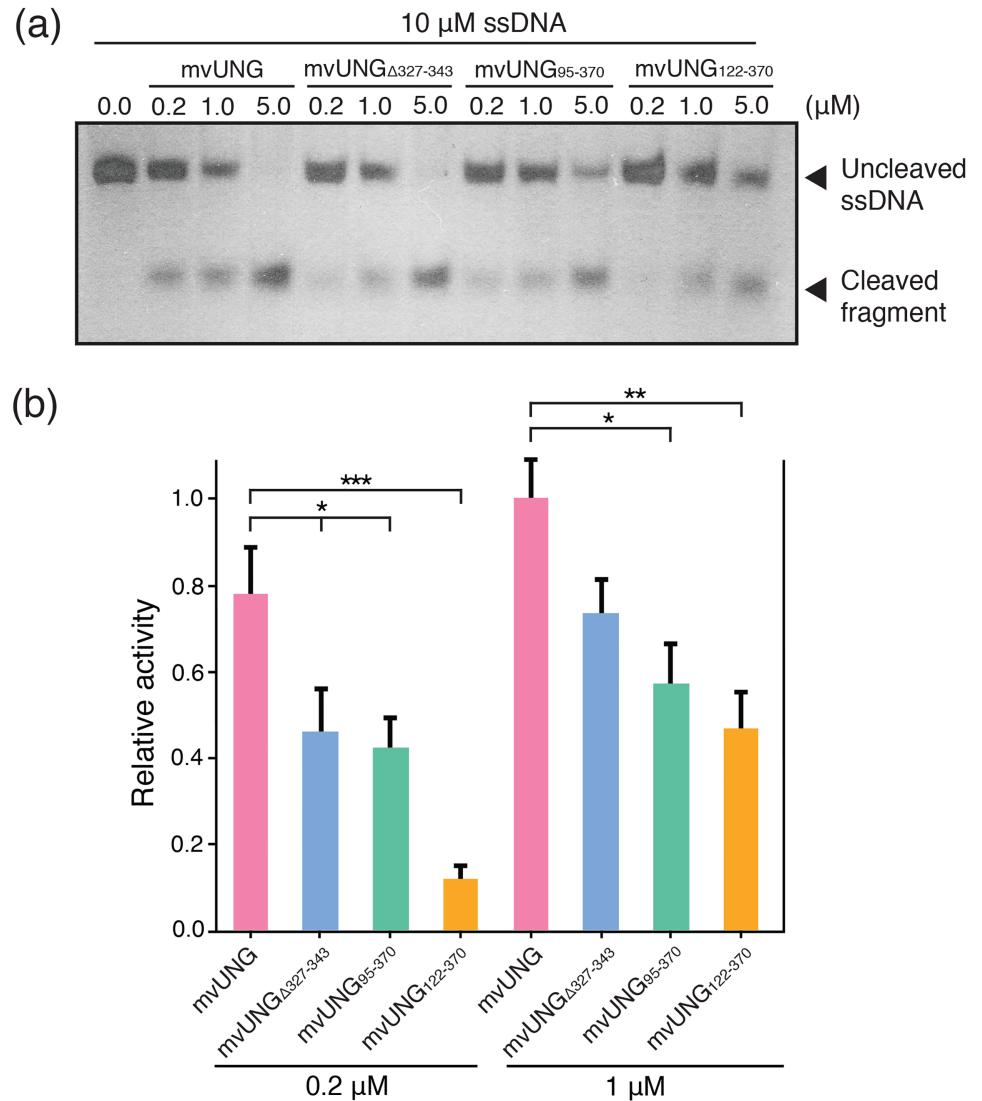 (a)
10 μM ssDNA
mvUNG mvUNGΔ327-343 mvUNG95-370 mvUNG122-370
0.0 0.2 1.0 5.0 0.2 1.0 5.0 0.2 1.0 5.0 0.2 1.0 5.0 (μM)
Uncleaved
ssDNA
Cleaved
fragment
(b)
**
*
***
*
1.0
0.8
0.6
0.4
0.2
0.0
Relative activity
mvUNG
mvUNGΔ327-343
mvUNG95-370
mvUNG122-370
mvUNG
mvUNGΔ327-343
mvUNG95-370
mvUNG122-370
0.2 μM 1 μM